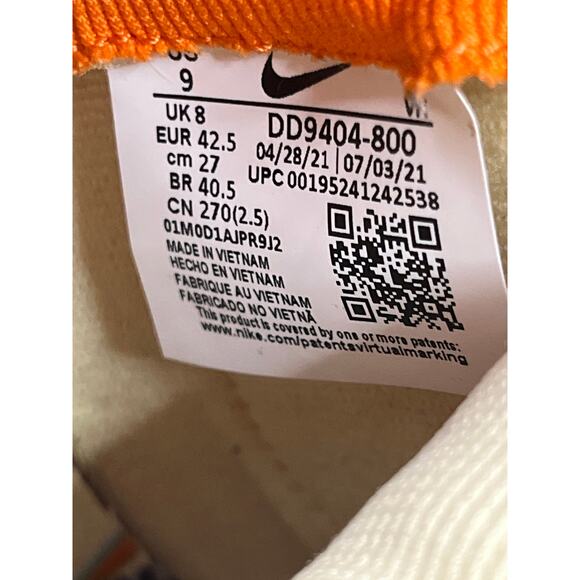 US
9
UK 8
EUR 42.5
cm 27
BR 40.5
CN 270(2.5)
01M0D1AJPR9J2
DD9404-800
04/28/21 | 07/03/21
UPC 00195241242538
MADE IN VIETNAM
HECHO EN VIETNAM
FABRIQUE AU VIETNAM
FABRICADO NO VIETNÃ
This product is covered by one or more patents:
www.nike.com/patentsvirtualmarking